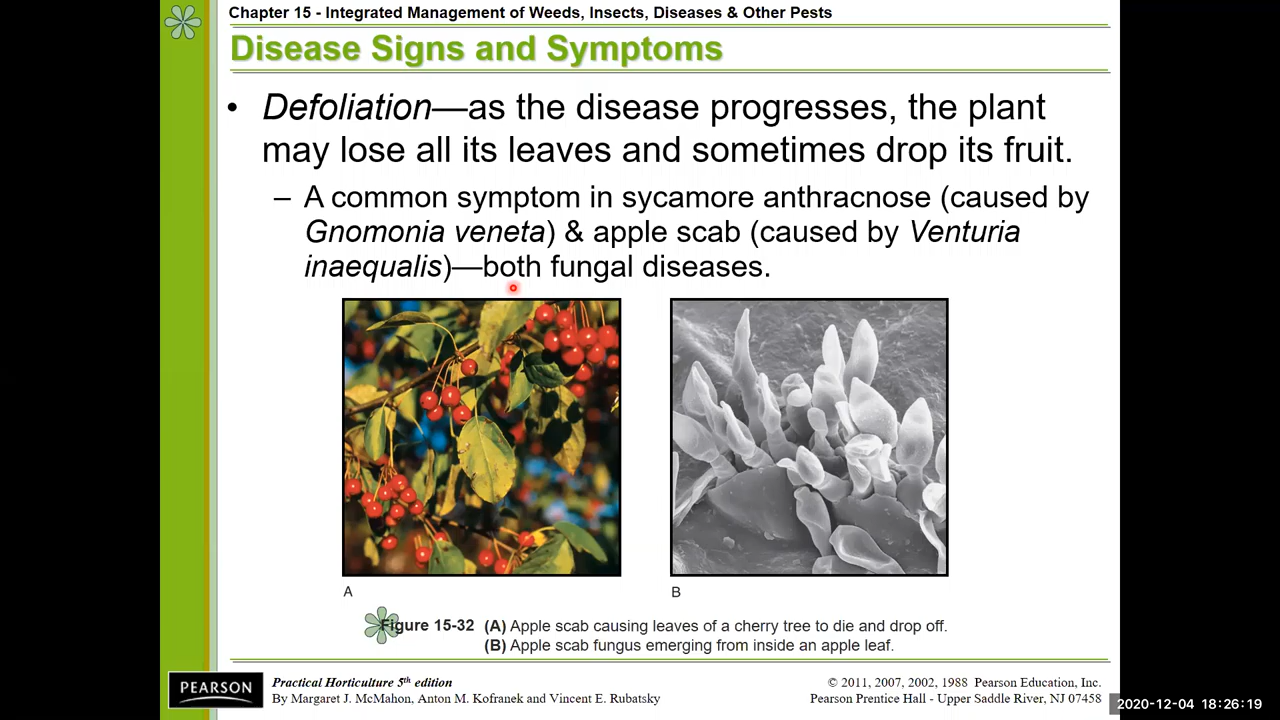 Chapter 15 - Integrated Management of Weeds, Insects, Diseases & Other Pests
Disease Signs and Symptoms
• Defoliation—as the disease progresses, the plant
may lose all its leaves and sometimes drop its fruit.
– A common symptom in sycamore anthracnose (caused by
Gnomonia veneta) & apple scab (caused by Venturia
inaequalis)—both fungal diseases.
A
B
Figure 15-32 (A) Apple scab causing leaves of a cherry tree to die and drop off.
(B) Apple scab fungus emerging from inside an apple leaf.
PEARSON
Practical Horticulture 5th edition
By Margaret J. McMahon, Anton M. Kofranek and Vincent E. Rubatsky
© 2011, 2007, 2002, 1988 Pearson Education, Inc.
Pearson Prentice Hall - Upper Saddle River, NJ 07458
2020-12-04 18:26:19